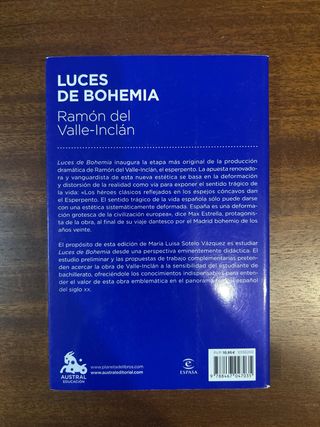 LUCES
DE BOHEMIA
Ramón del
Valle-Inclán
Luces de Bohemia inaugura la etapa más original de la producción
dramática de Ramón del Valle-Inclán, el esperpento. La apuesta renovado-
ra y vanguardista de esta nueva estética se basa en la deformación
y distorsión de la realidad como vía para exponer el sentido trágico de
la vida: «Los héroes clásicos reflejados en los espejos cóncavos dan
el Esperpento. El sentido trágico de la vida española sólo puede darse
con una estética sistemáticamente deformada. España es una deforma-
ción grotesca de la civilización europea», dice Max Estrella, protagonis-
ta de la obra, al final de su viaje dantesco por el Madrid bohemio de los
años veinte.
El propósito de esta edición de María Luisa Sotelo Vázquez es estudiar
Luces de Bohemia desde una perspectiva eminentemente didáctica. El
estudio preliminar y las propuestas de trabajo complementarias preten-
den acercar la obra de Valle-Inclán a la sensibilidad del estudiante de
bachillerato, ofreciéndole los conocimientos indispensables para enten-
der el valor de esta obra emblemática en el panorama teatral español
del siglo XX.
AUSTRAL
EDUCACIÓN
www.planetadelibros.com
www.australeditorial.com
ESPASA
P.V.P. 10,95 €
9 788467 047035